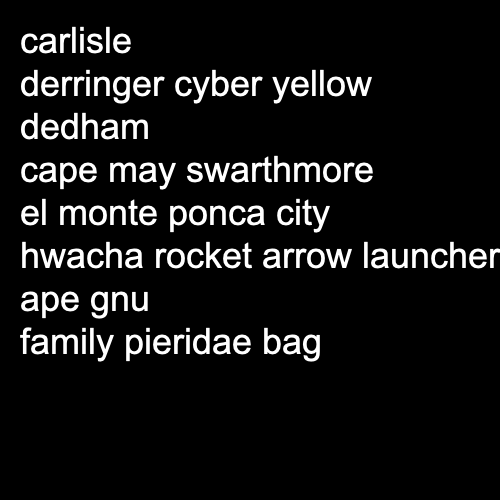 carlisle
derringer cyber yellow
dedham
cape may swarthmore
el monte ponca city
hwacha rocket arrow launcher
ape gnu
family pieridae bag